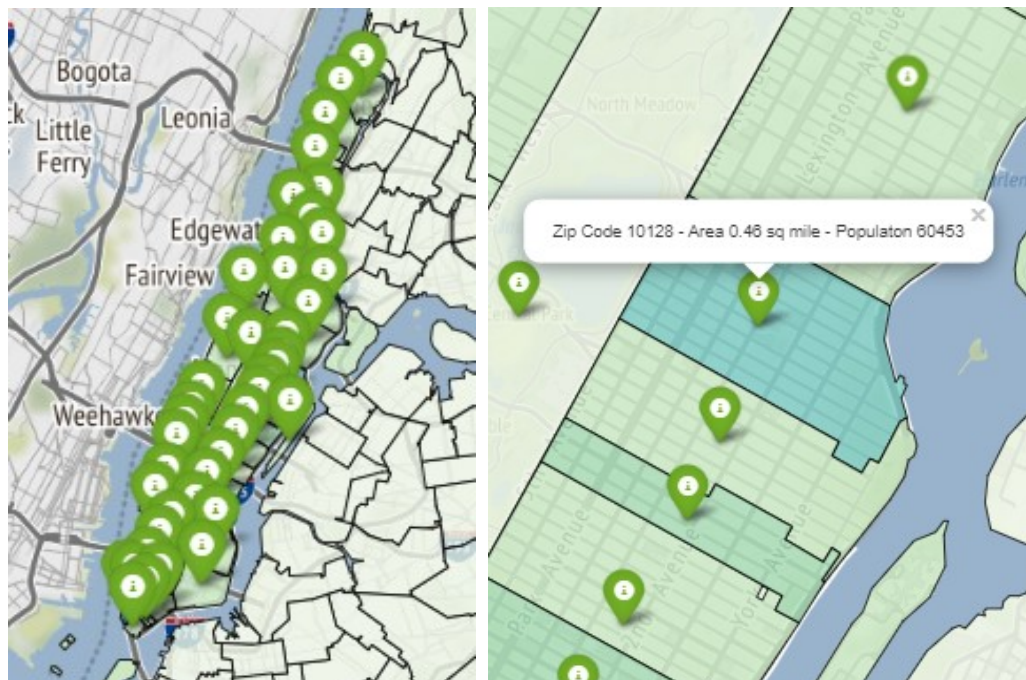 Bogota
Leonia
Little
Ferry
Edgewat
Fairview
Weehawk
North Meadow
Lexington Avenue
Zip Code 10128 - Area 0.46 sq mile - Populaton 60453
×
Park
Avenue
2nd Avenue
York
Park Avenue